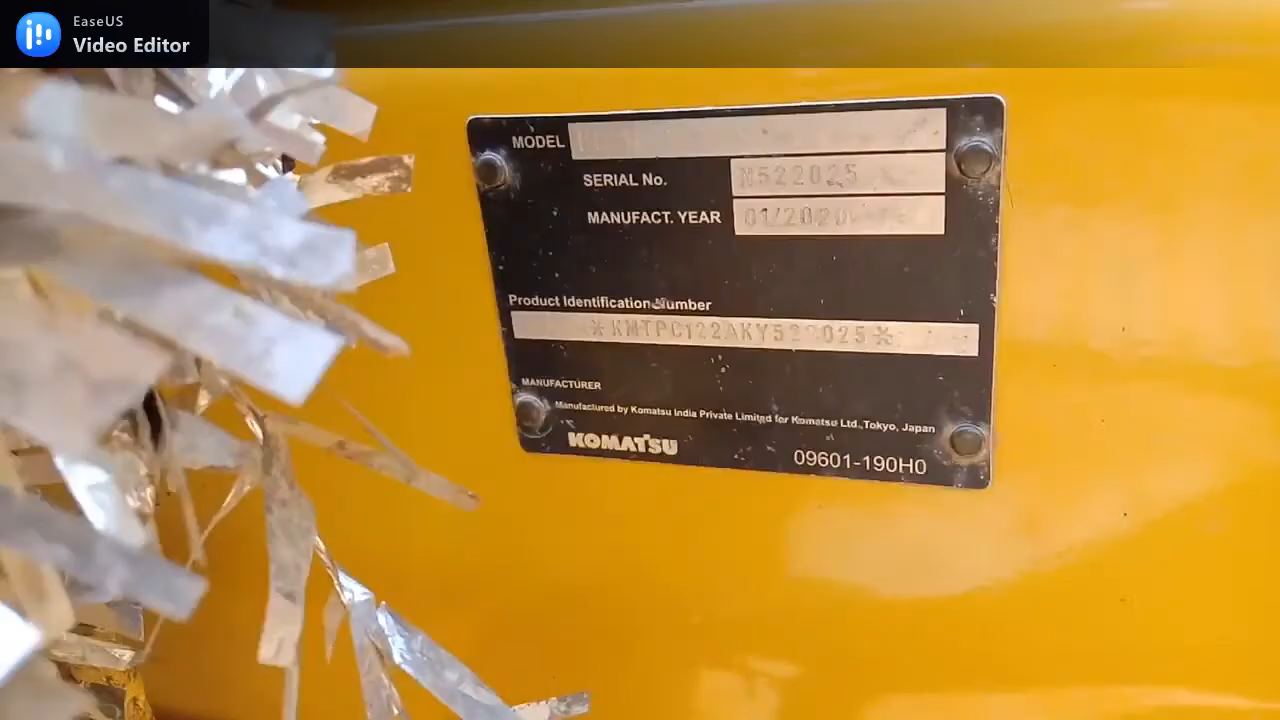 EaseUS
Video Editor
MODEL
SERIAL No. N522025
MANUFACT. YEAR 01/2020
Product Identification Number
MANUFACTURER
Manufactured by Komatsu India Private Limited for Komatsu Ltd.,Tokyo, Japan
KOMATSU
09601-190H0